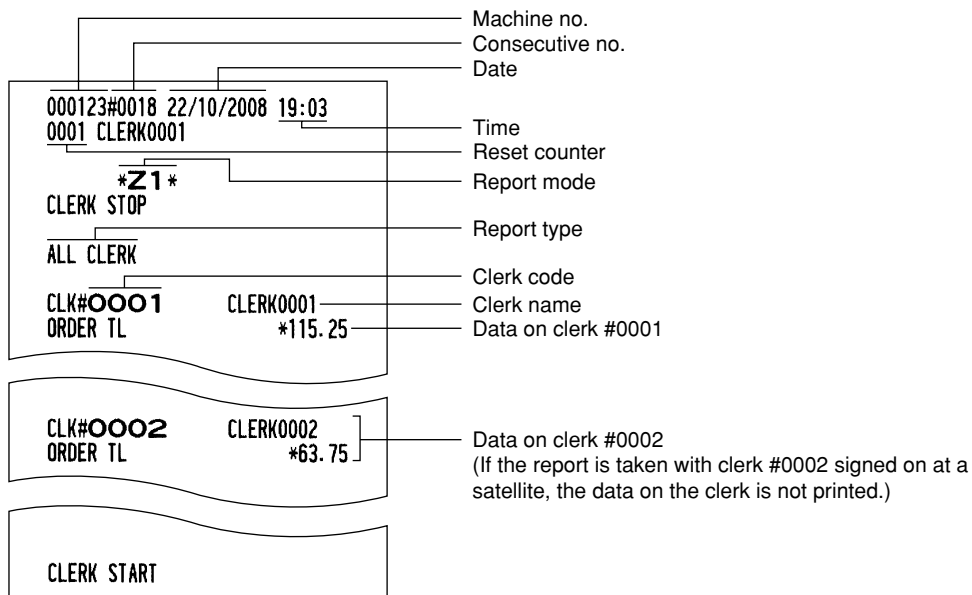 Machine no.
Consecutive no.
Date
000123#0018 22/10/2008 19:03
Time
0001 CLERK0001
Reset counter
*Z1*
Report mode
CLERK STOP
Report type
ALL CLERK
Clerk code
CLK#0001 CLERK0001
Clerk name
ORDER TL *115.25
Data on clerk #0001
CLK#0002 CLERK0002
ORDER TL *63.75
Data on clerk #0002
(If the report is taken with clerk #0002 signed on at a
satellite, the data on the clerk is not printed.)
CLERK START